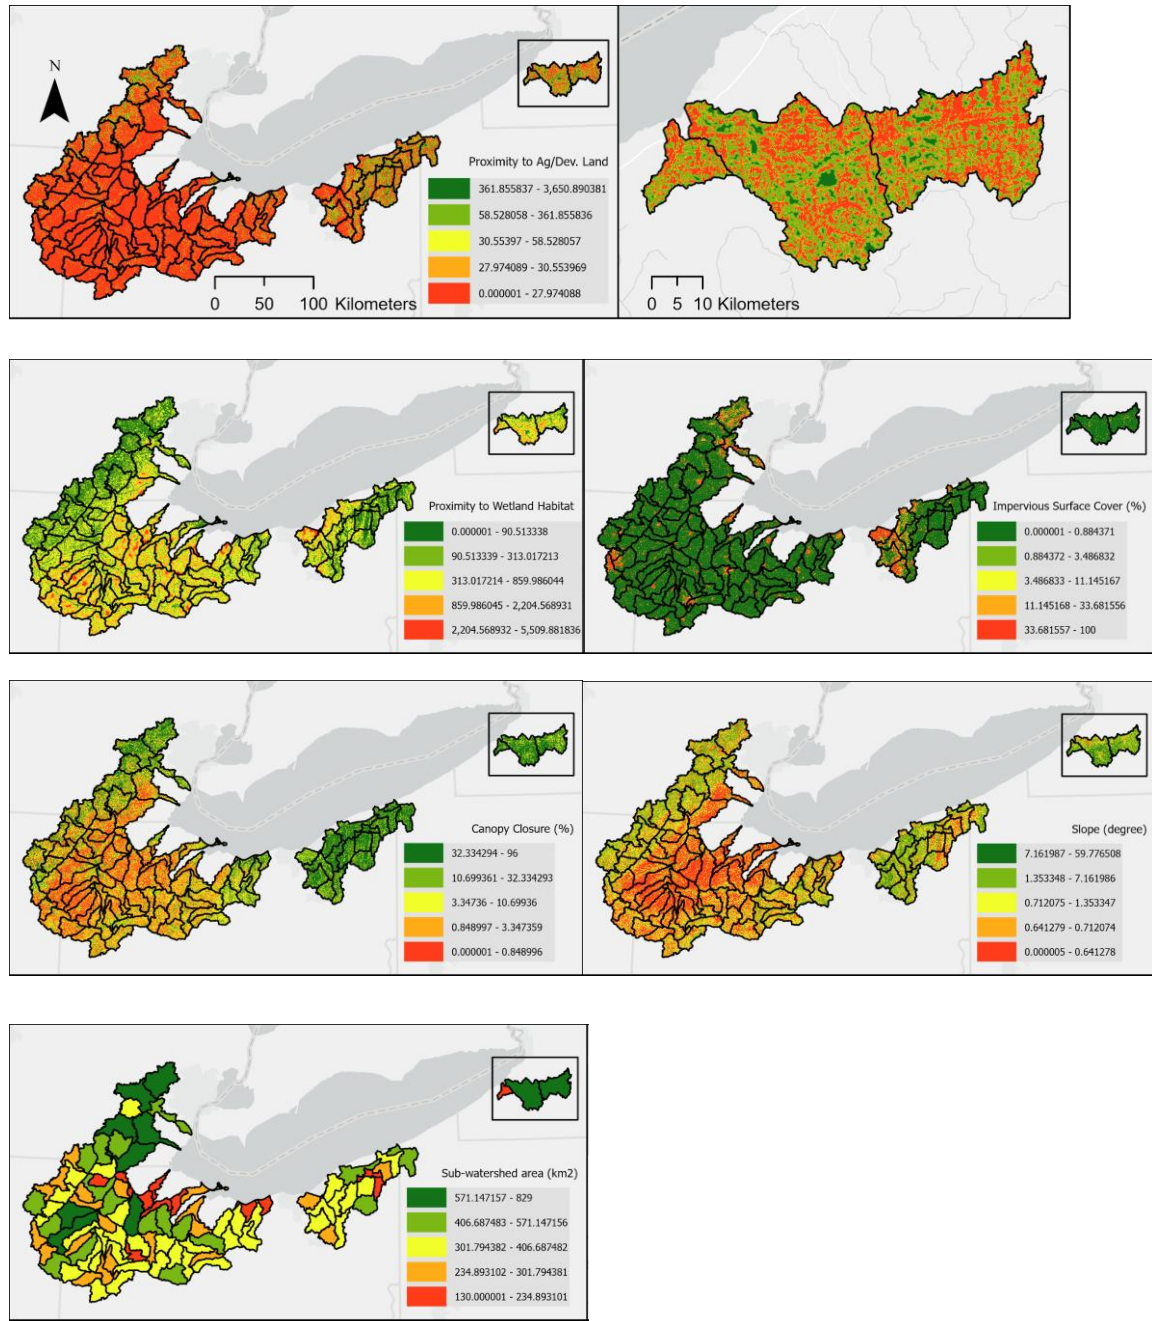 N
Proximity to Ag/Dev. Land
361.855837 - 3,650.890381
58.528058 - 361.855836
30.55397 - 58.528057
27.974089 - 30.553969
0.000001 - 27.974088
0 50 100 Kilometers
0 5 10 Kilometers
Proximity to Wetland Habitat
0.000001 - 90.513338
90.513339 - 313.017213
313.017214 - 859.986044
859.986045 - 2,204.568931
2,204.568932 - 5,509.881836
Impervious Surface Cover (%)
0.000001 - 0.884371
0.884372 - 3.486832
3.486833 - 11.145167
11.145168 - 33.681556
33.681557 - 100
Canopy Closure (%)
32.334294 - 96
10.699361 - 32.334293
3.34736 - 10.69936
0.848997 - 3.347359
0.000001 - 0.848996
Slope (degree)
7.161987 - 59.776508
1.353348 - 7.161986
0.712075 - 1.353347
0.641279 - 0.712074
0.000005 - 0.641278
Sub-watershed area (km2)
571.147157 - 829
406.687483 - 571.147156
301.794382 - 406.687482
234.893102 - 301.794381
130.000001 - 234.893101